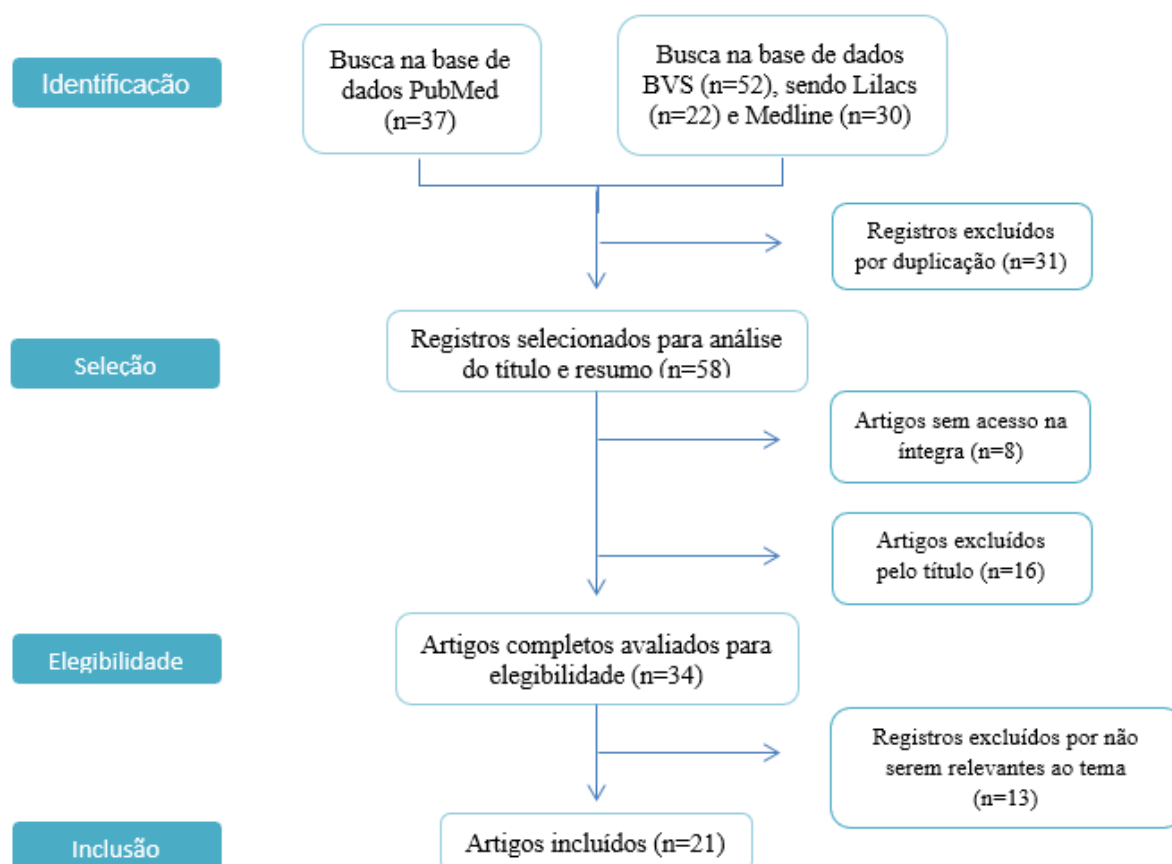 Identificação
Busca na base de
dados PubMed
(n=37)
Busca na base de dados
BVS (n=52), sendo Lilacs
(n=22) e Medline (n=30)
Registros excluídos
por duplicação (n=31)
Seleção
Registros selecionados para análise
do título e resumo (n=58)
Artigos sem acesso na
íntegra (n=8)
Artigos excluídos
pelo título (n=16)
Elegibilidade
Artigos completos avaliados para
elegibilidade (n=34)
Registros excluídos por não
serem relevantes ao tema
(n=13)
Inclusão
Artigos incluídos (n=21)